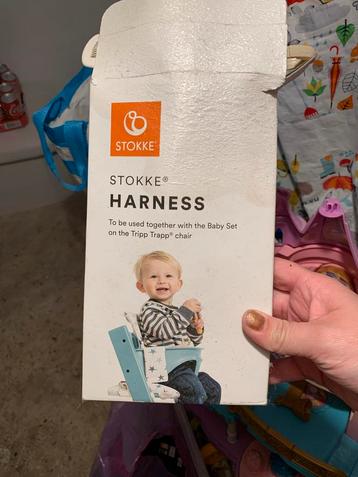 STOKKE
STOKKE®
HARNESS
To be used together with the Baby Set
on the Tripp Trapp® chair